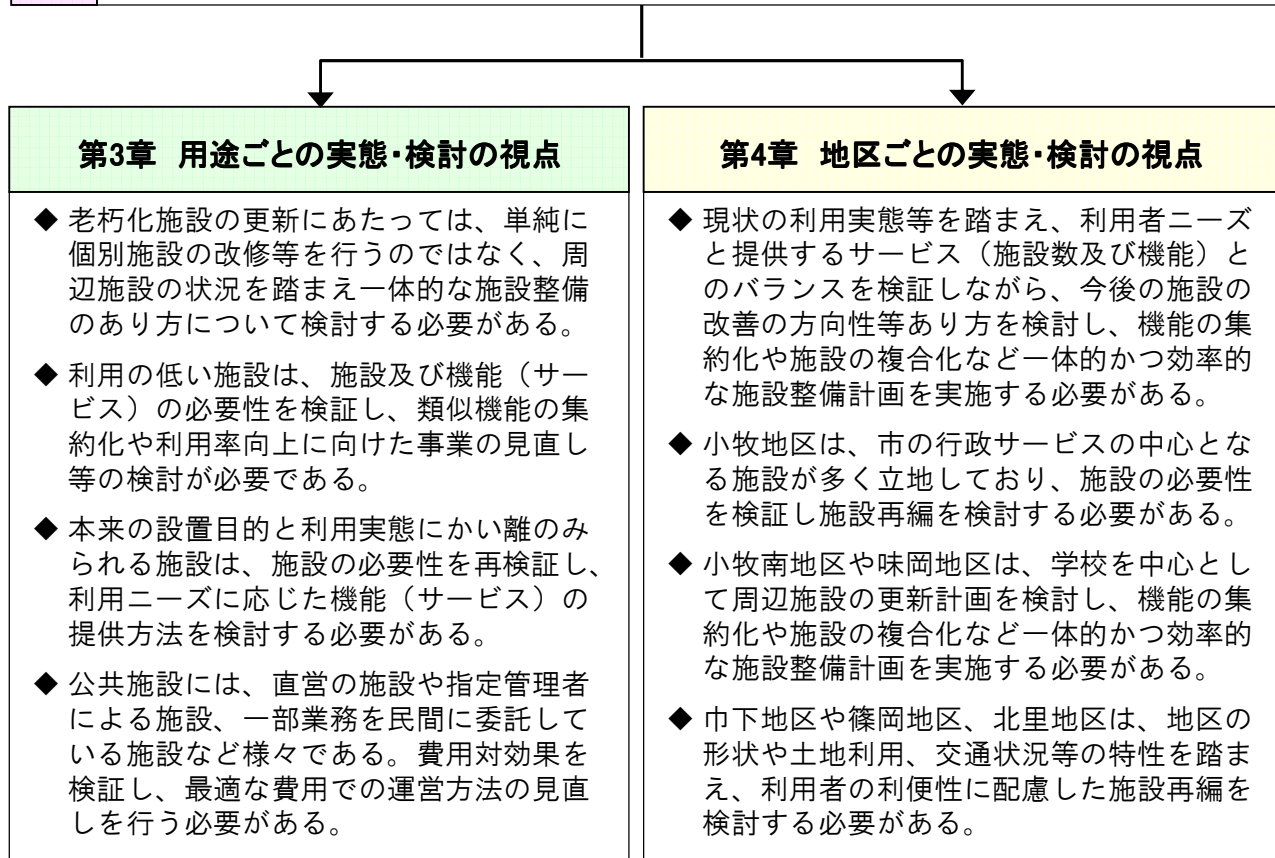 第3章 用途ごとの実態・検討の視点
◆ 老朽化施設の更新にあたっては、単純に
個別施設の改修等を行うのではなく、周
辺施設の状況を踏まえ一体的な施設整備
のあり方について検討する必要がある。
◆ 利用の低い施設は、施設及び機能（サー
ビス）の必要性を検証し、類似機能の集
約化や利用率向上に向けた事業の見直し
等の検討が必要である。
◆ 本来の設置目的と利用実態にかい離のみ
られる施設は、施設の必要性を再検証し、
利用ニーズに応じた機能（サービス）の
提供方法を検討する必要がある。
◆ 公共施設には、直営の施設や指定管理者
による施設、一部業務を民間に委託して
いる施設など様々である。費用対効果を
検証し、最適な費用での運営方法の見直
しを行う必要がある。
第4章 地区ごとの実態・検討の視点
◆ 現状の利用実態等を踏まえ、利用者ニーズ
と提供するサービス（施設数及び機能）と
のバランスを検証しながら、今後の施設の
改善の方向性等あり方を検討し、機能の集
約化や施設の複合化など一体的かつ効率的
な施設整備計画を実施する必要がある。
◆ 小牧地区は、市の行政サービスの中心とな
る施設が多く立地しており、施設の必要性
を検証し施設再編を検討する必要がある。
◆ 小牧南地区や味岡地区は、学校を中心とし
て周辺施設の更新計画を検討し、機能の集
約化や施設の複合化など一体的かつ効率的
な施設整備計画を実施する必要がある。
◆ 巾下地区や篠岡地区、北里地区は、地区の
形状や土地利用、交通状況等の特性を踏ま
え、利用者の利便性に配慮した施設再編を
検討する必要がある。